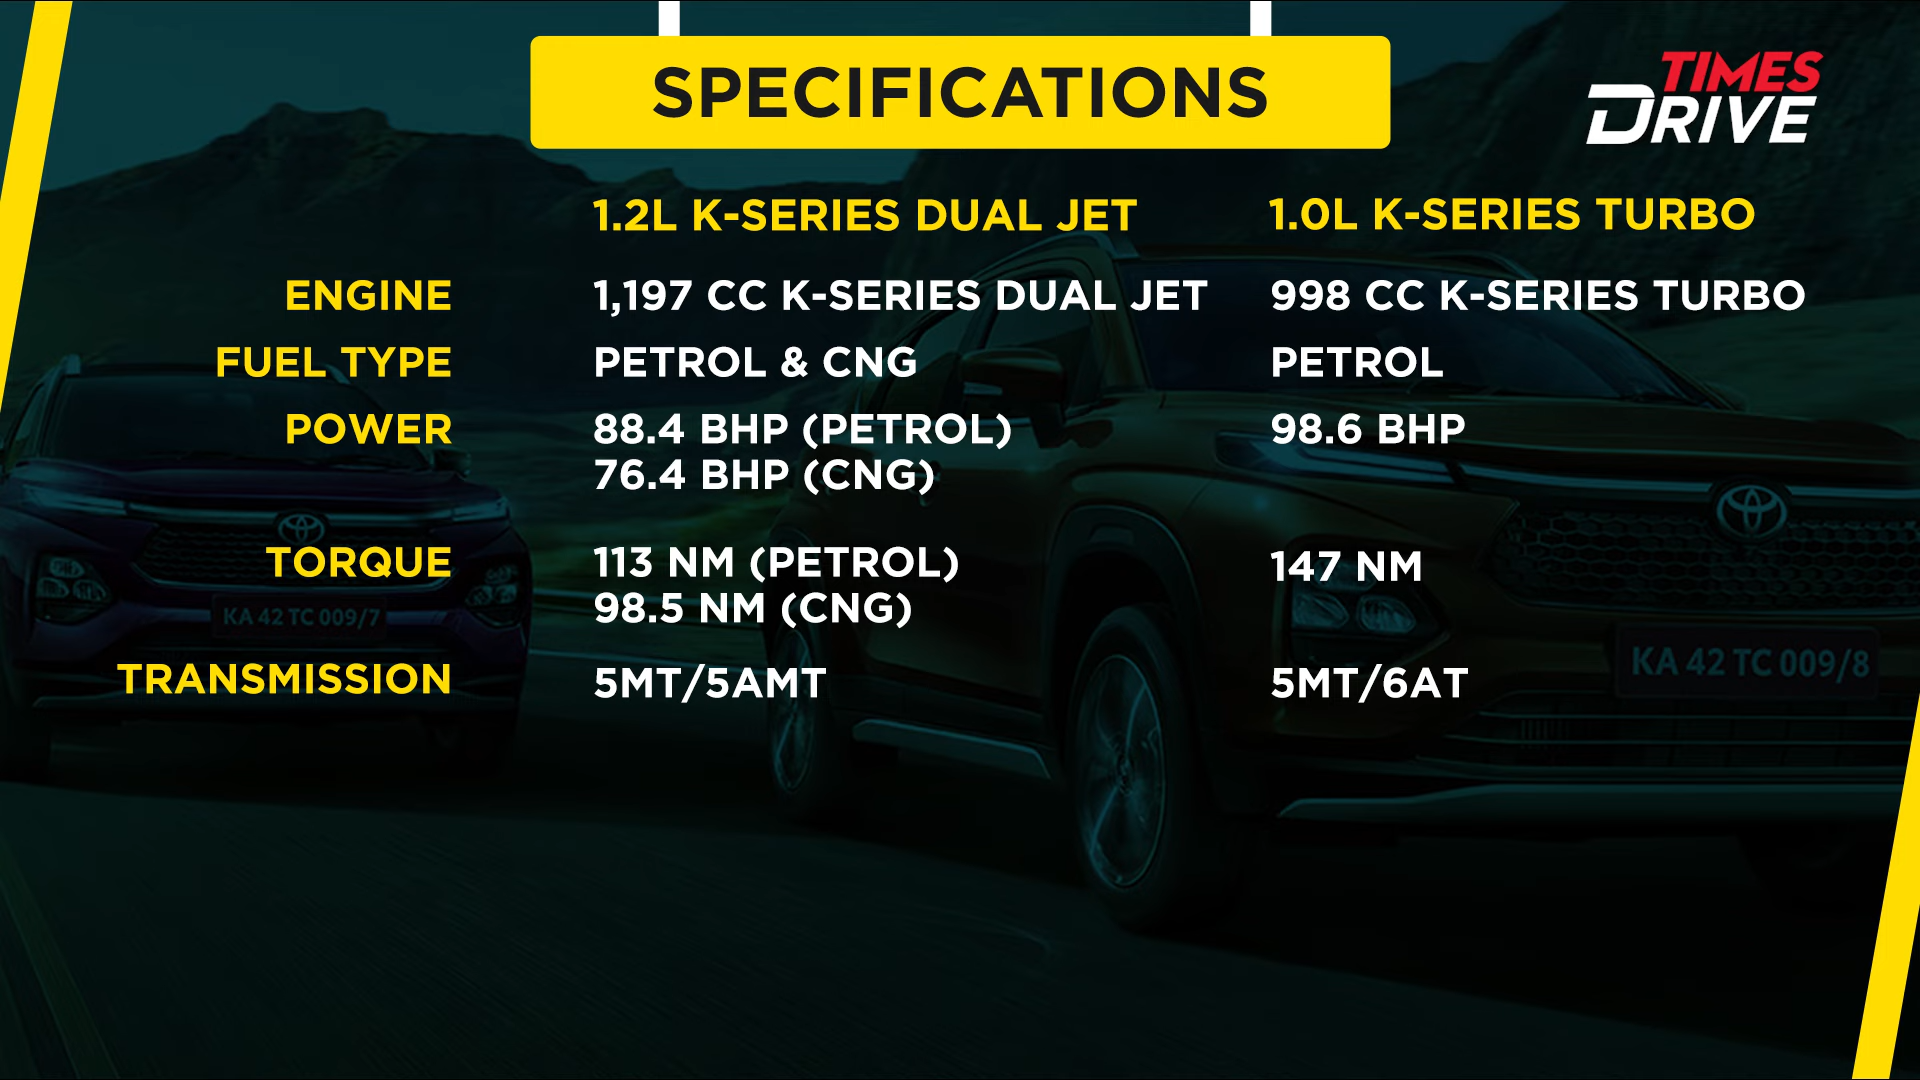 SPECIFICATIONS
TIMES
DRIVE
1.2L K-SERIES DUAL JET 1.0L K-SERIES TURBO
ENGINE 1,197 CC K-SERIES DUAL JET 998 CC K-SERIES TURBO
FUEL TYPE PETROL & CNG PETROL
POWER 88.4 BHP (PETROL) 98.6 BHP
76.4 BHP (CNG)
TORQUE 113 NM (PETROL) 147 NM
98.5 NM (CNG)
TRANSMISSION 5MT/5AMT 5MT/6AT
KA 42 TC 009/7
KA 42 TC 009/8